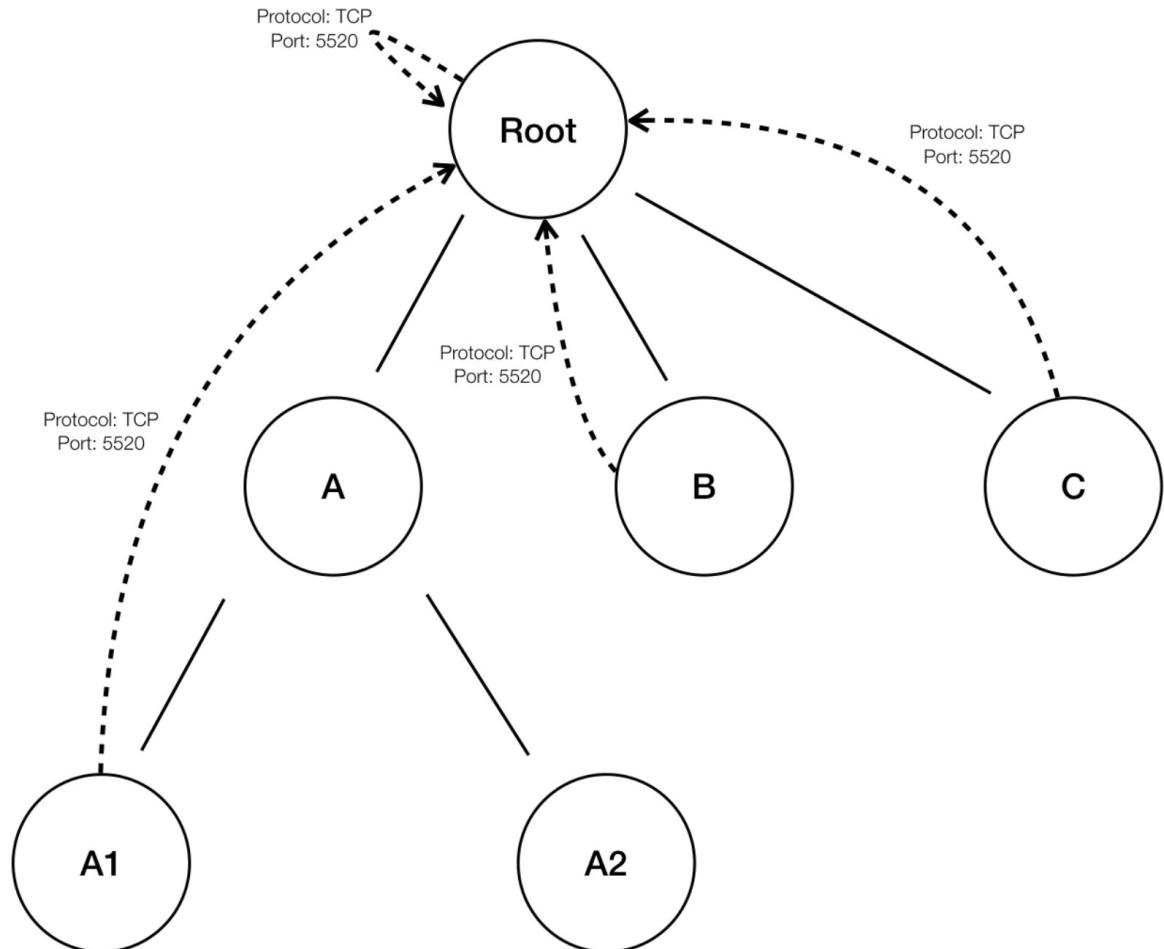 Protocol: TCP
Port: 5520
Root
Protocol: TCP
Port: 5520
Protocol: TCP
Port: 5520
Protocol: TCP
Port: 5520
A
B
C
A1
A2